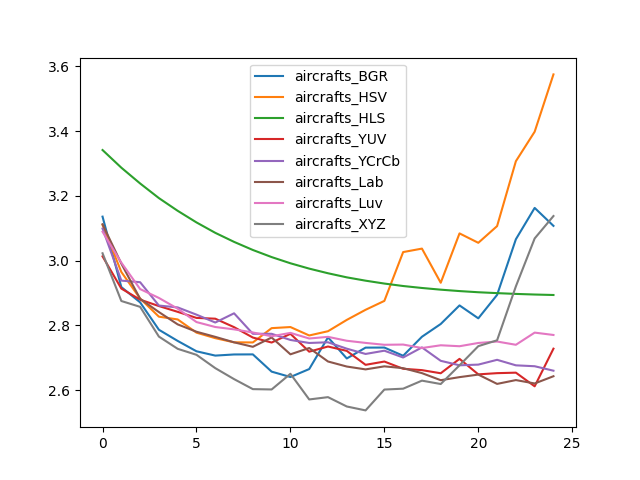 3.6
3.4
3.2
3.0
2.8
2.6
aircrafts_BGR
aircrafts_HSV
aircrafts_HLS
aircrafts_YUV
aircrafts_YCrCb
aircrafts_Lab
aircrafts_Luv
aircrafts_XYZ
0 5 10 15 20 25